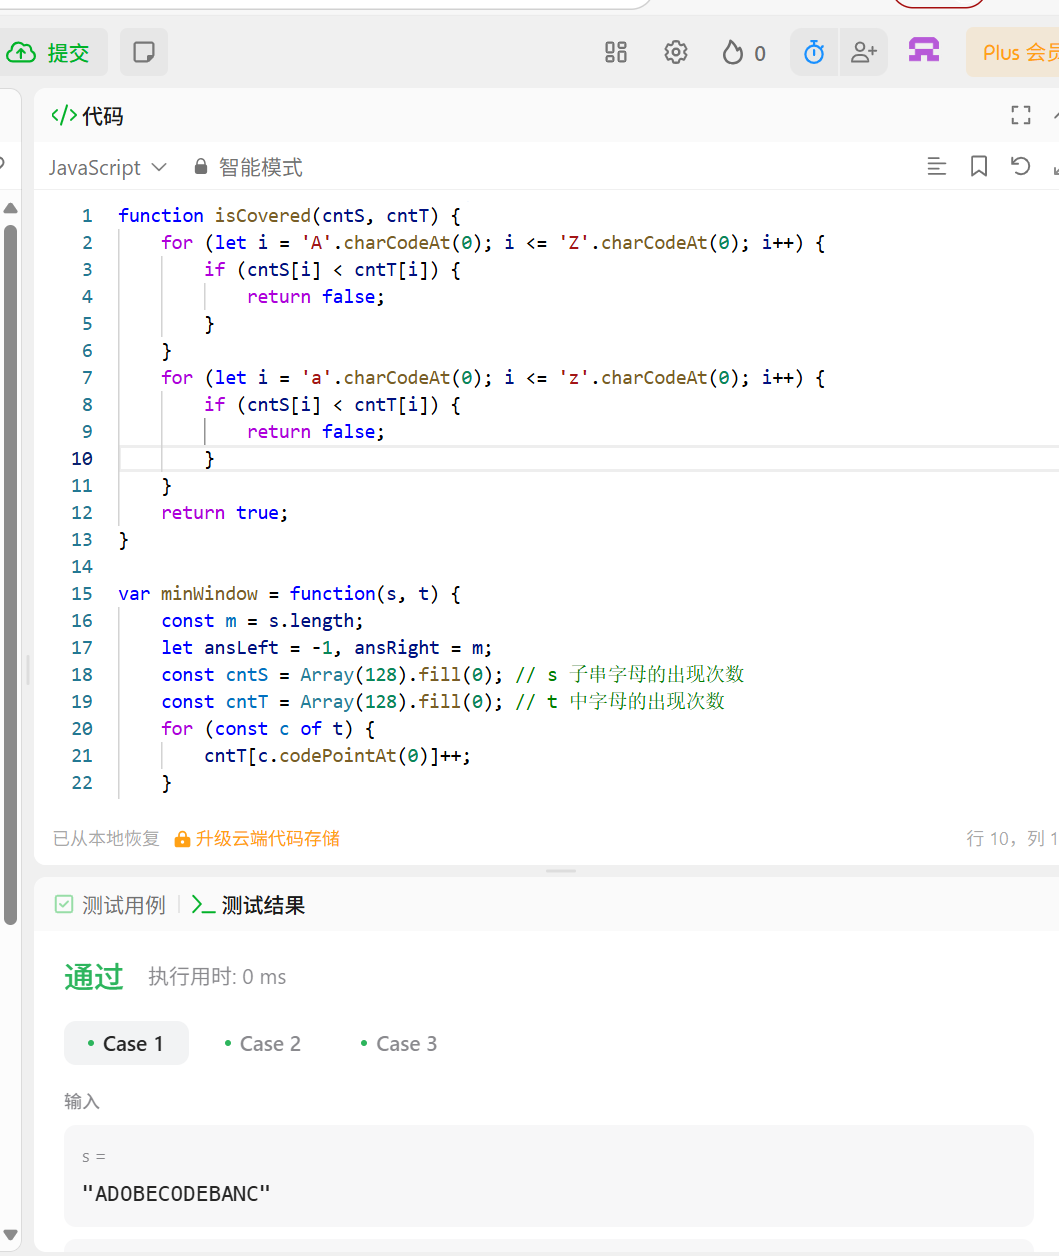 提交
0
Plus 会员
</> 代码
JavaScript 智能模式
1 function isCovered(cntS, cntT) {
2     for (let i = 'A'.charCodeAt(0); i <= 'Z'.charCodeAt(0); i++) {
3         if (cntS[i] < cntT[i]) {
4             return false;
5         }
6     }
7     for (let i = 'a'.charCodeAt(0); i <= 'z'.charCodeAt(0); i++) {
8         if (cntS[i] < cntT[i]) {
9             return false;
10         }
11     }
12     return true;
13 }
14
15 var minWindow = function(s, t) {
16     const m = s.length;
17     let ansLeft = -1, ansRight = m;
18     const cntS = Array(128).fill(0); // s 子串字母的出现次数
19     const cntT = Array(128).fill(0); // t 中字母的出现次数
20     for (const c of t) {
21         cntT[c.codePointAt(0)]++;
22     }
已从本地恢复 升级云端代码存储 行 10，列 1
测试用例 >_ 测试结果
通过 执行用时: 0 ms
• Case 1 • Case 2 • Case 3
输入
s =
"ADOBECODEBANC"